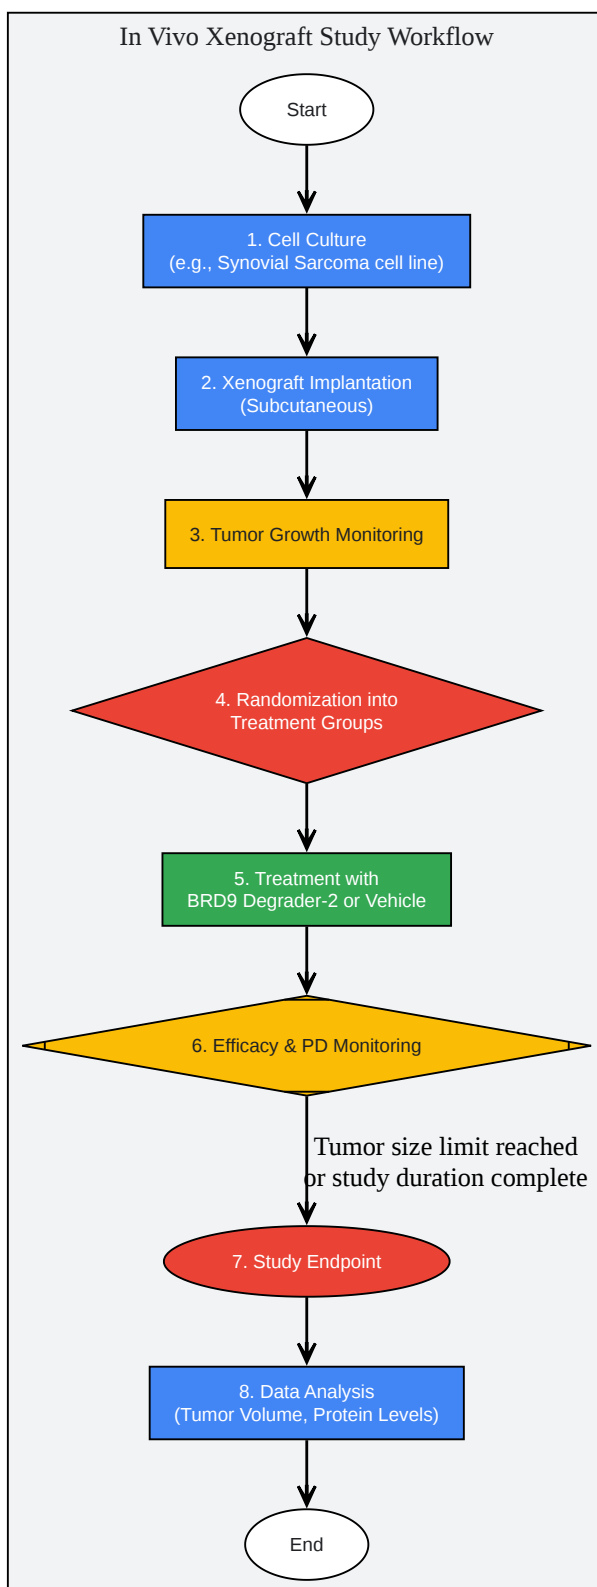 In Vivo Xenograft Study Workflow
Start
1. Cell Culture
(e.g., Synovial Sarcoma cell line)
2. Xenograft Implantation
(Subcutaneous)
3. Tumor Growth Monitoring
4. Randomization into
Treatment Groups
5. Treatment with
BRD9 Degrader-2 or Vehicle
6. Efficacy & PD Monitoring
Tumor size limit reached
or study duration complete
7. Study Endpoint
8. Data Analysis
(Tumor Volume, Protein Levels)
End